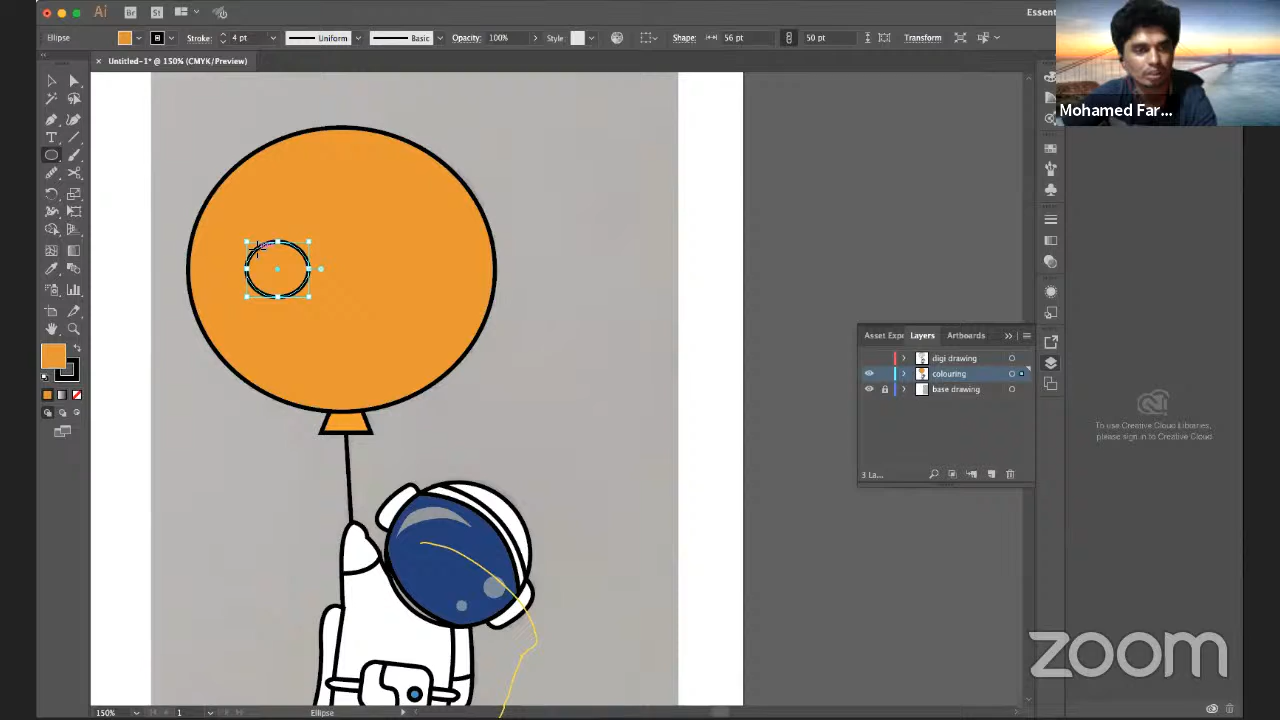 Ai Br St Essent
Ellipse Stroke: 4 pt Uniform Basic Opacity: 100% Style: Shape: 56 pt 50 pt Transform
× Untitled-1* @ 150% (CMYK/Preview)
Mohamed Far...
Asset Expo Layers Artboards
digi drawing
colouring
base drawing
3 La...
To use Creative Cloud Libraries,
please sign in to Creative Cloud
zoom
150% 1 Ellipse